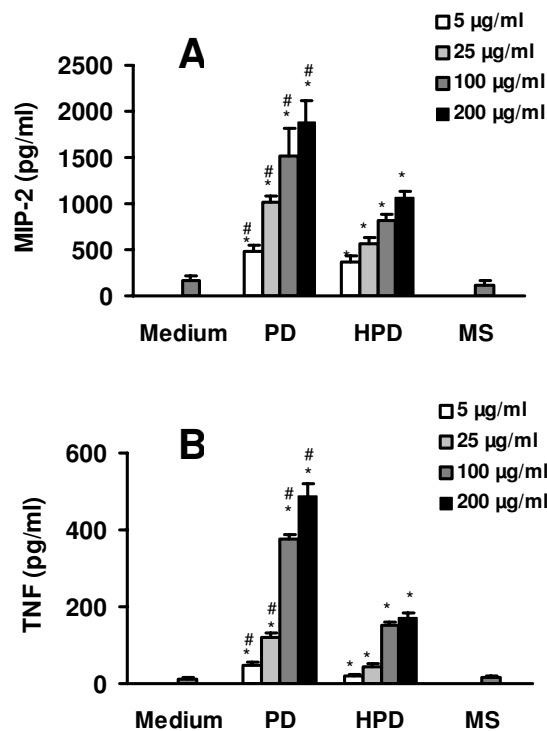 A
5 µg/ml
25 µg/ml
100 µg/ml
200 µg/ml
MIP-2 (pg/ml)
2500
2000
1500
1000
500
0
#
*
#
*
#
*
#
*
*
*
*
*
Medium PD HPD MS
B
5 µg/ml
25 µg/ml
100 µg/ml
200 µg/ml
TNF (pg/ml)
600
400
200
0
#
*
#
*
#
*
#
*
*
*
*
*
Medium PD HPD MS